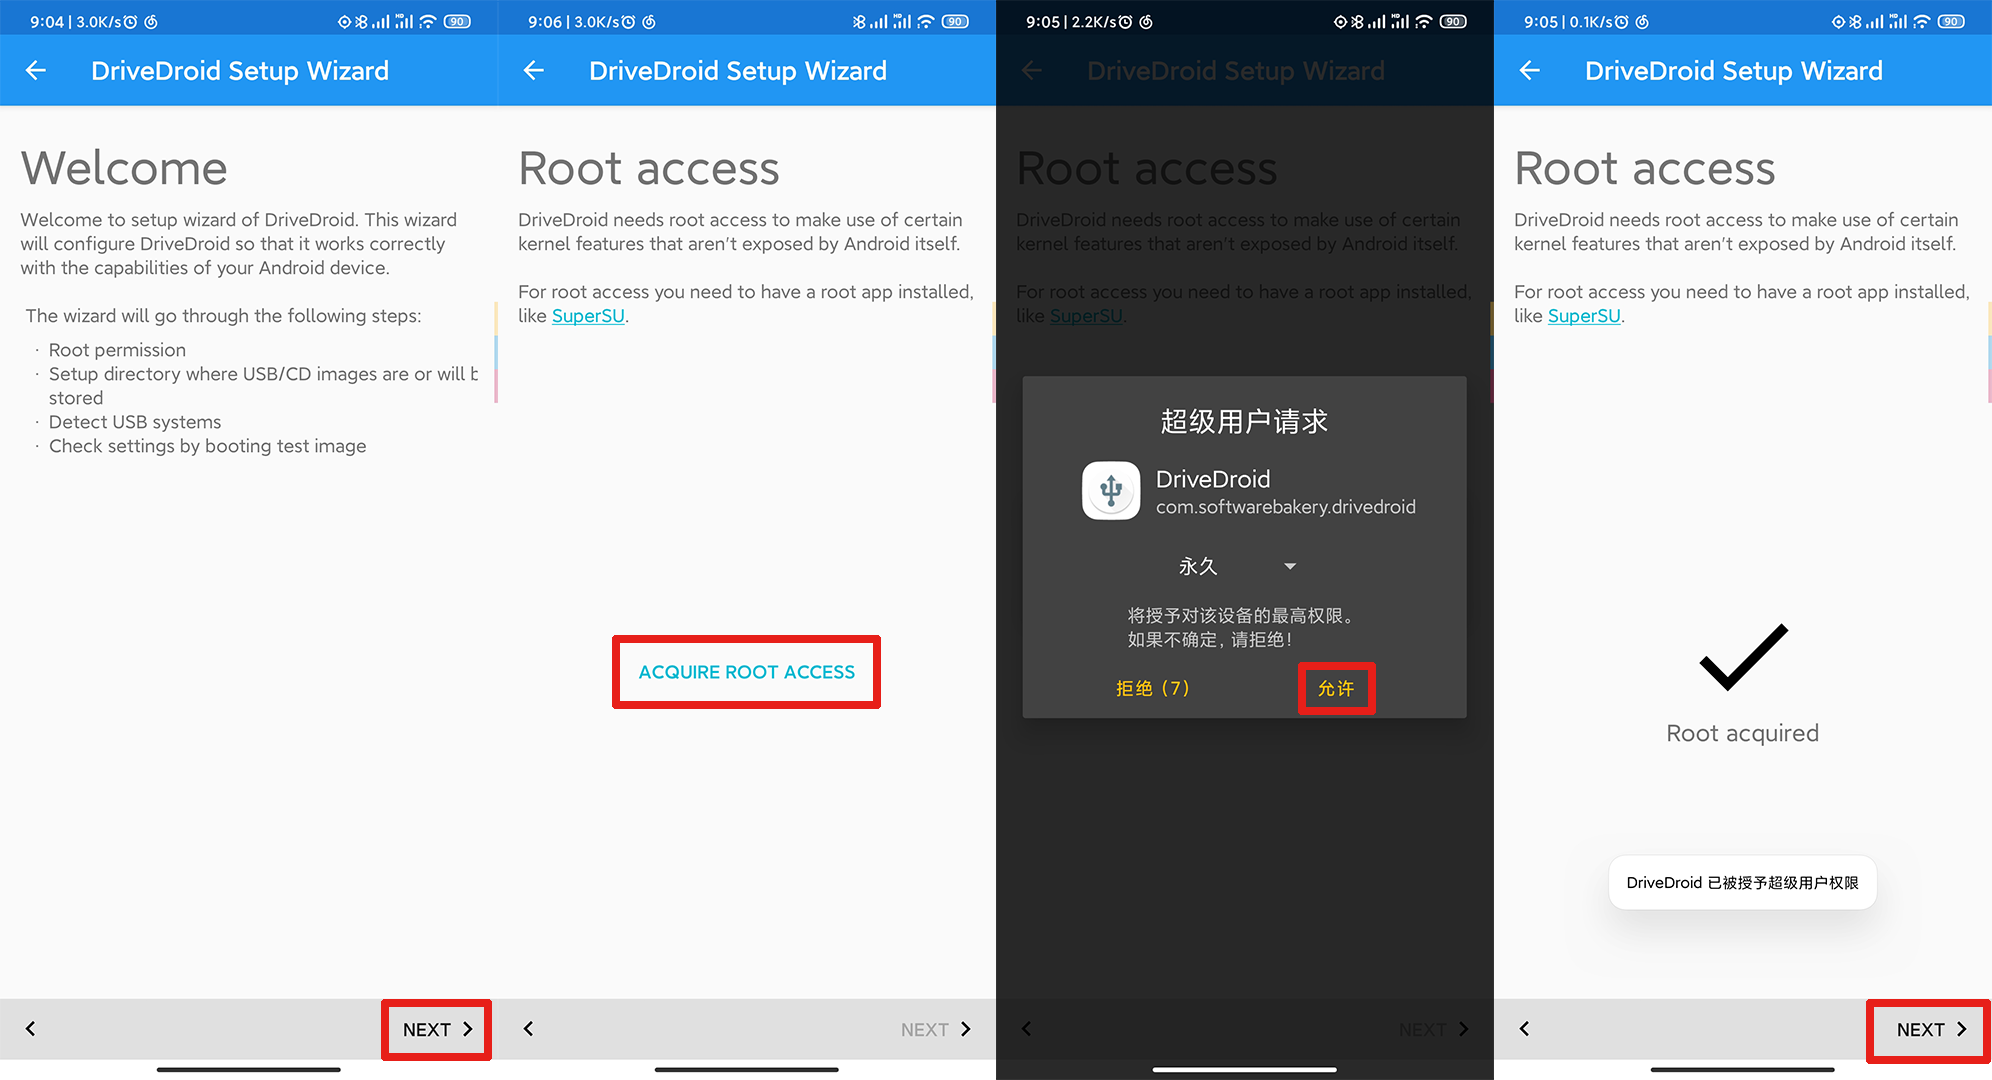 9:04 | 3.0K/s
HD
90
DriveDroid Setup Wizard
Welcome
Welcome to setup wizard of DriveDroid. This wizard
will configure DriveDroid so that it works correctly
with the capabilities of your Android device.
The wizard will go through the following steps:
· Root permission
· Setup directory where USB/CD images are or will b
stored
· Detect USB systems
· Check settings by booting test image
NEXT
9:06 | 3.0K/s
HD
90
DriveDroid Setup Wizard
Root access
DriveDroid needs root access to make use of certain
kernel features that aren't exposed by Android itself.
For root access you need to have a root app installed,
like SuperSU.
ACQUIRE ROOT ACCESS
NEXT
9:05 | 2.2K/s
HD
90
DriveDroid Setup Wizard
Root access
DriveDroid needs root access to make use of certain
kernel features that aren't exposed by Android itself.
For root access you need to have a root app installed,
like SuperSU.
超级用户请求
DriveDroid
com.softwarebakery.drivedroid
永久
将授予对该设备的最高权限。
如果不确定，请拒绝！
拒绝 (7)
允许
NEXT
9:05 | 0.1K/s
HD
90
DriveDroid Setup Wizard
Root access
DriveDroid needs root access to make use of certain
kernel features that aren't exposed by Android itself.
For root access you need to have a root app installed,
like SuperSU.
Root acquired
DriveDroid 已被授予超级用户权限
NEXT